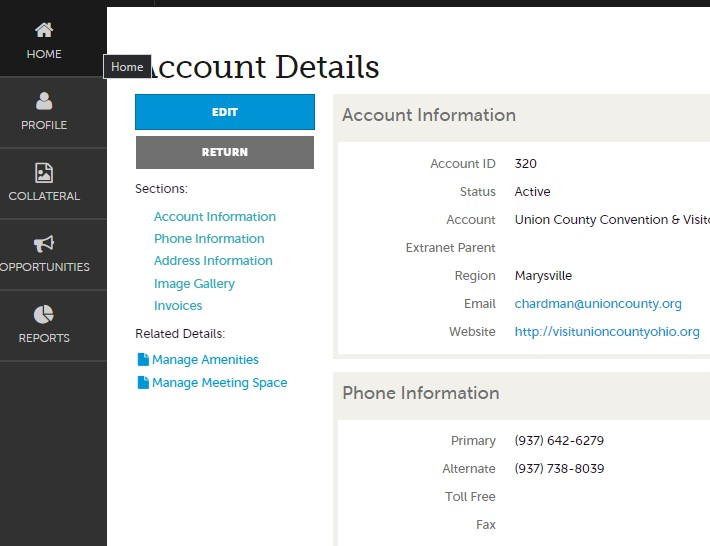 HOME
PROFILE
COLLATERAL
OPPORTUNITIES
REPORTS
Home
Account Details
EDIT
RETURN
Sections:
Account Information
Phone Information
Address Information
Image Gallery
Invoices
Related Details:
Manage Amenities
Manage Meeting Space
Account Information
Account ID 320
Status Active
Account Union County Convention &
Extranet Parent
Region Marysville
Email chardman@unioncounty.org
Website http://visitunioncountyohio.org
Phone Information
Primary (937) 642-6279
Alternate (937) 738-8039
Toll Free
Fax